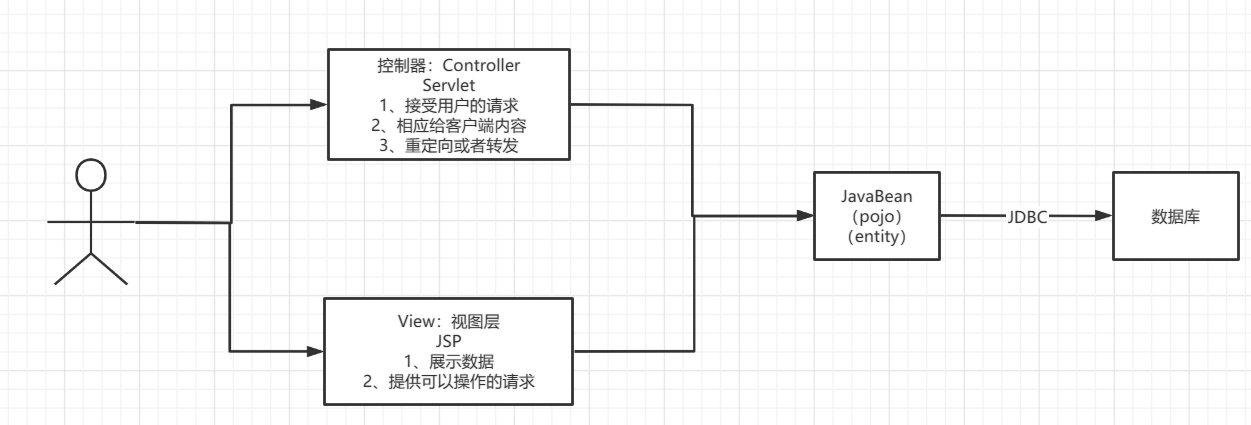 控制器：Controller
Servlet
1、接受用户的请求
2、相应给客户端内容
3、重定向或者转发
View：视图层
JSP
1、展示数据
2、提供可以操作的请求
JavaBean
（pojo）
（entity）
JDBC
数据库